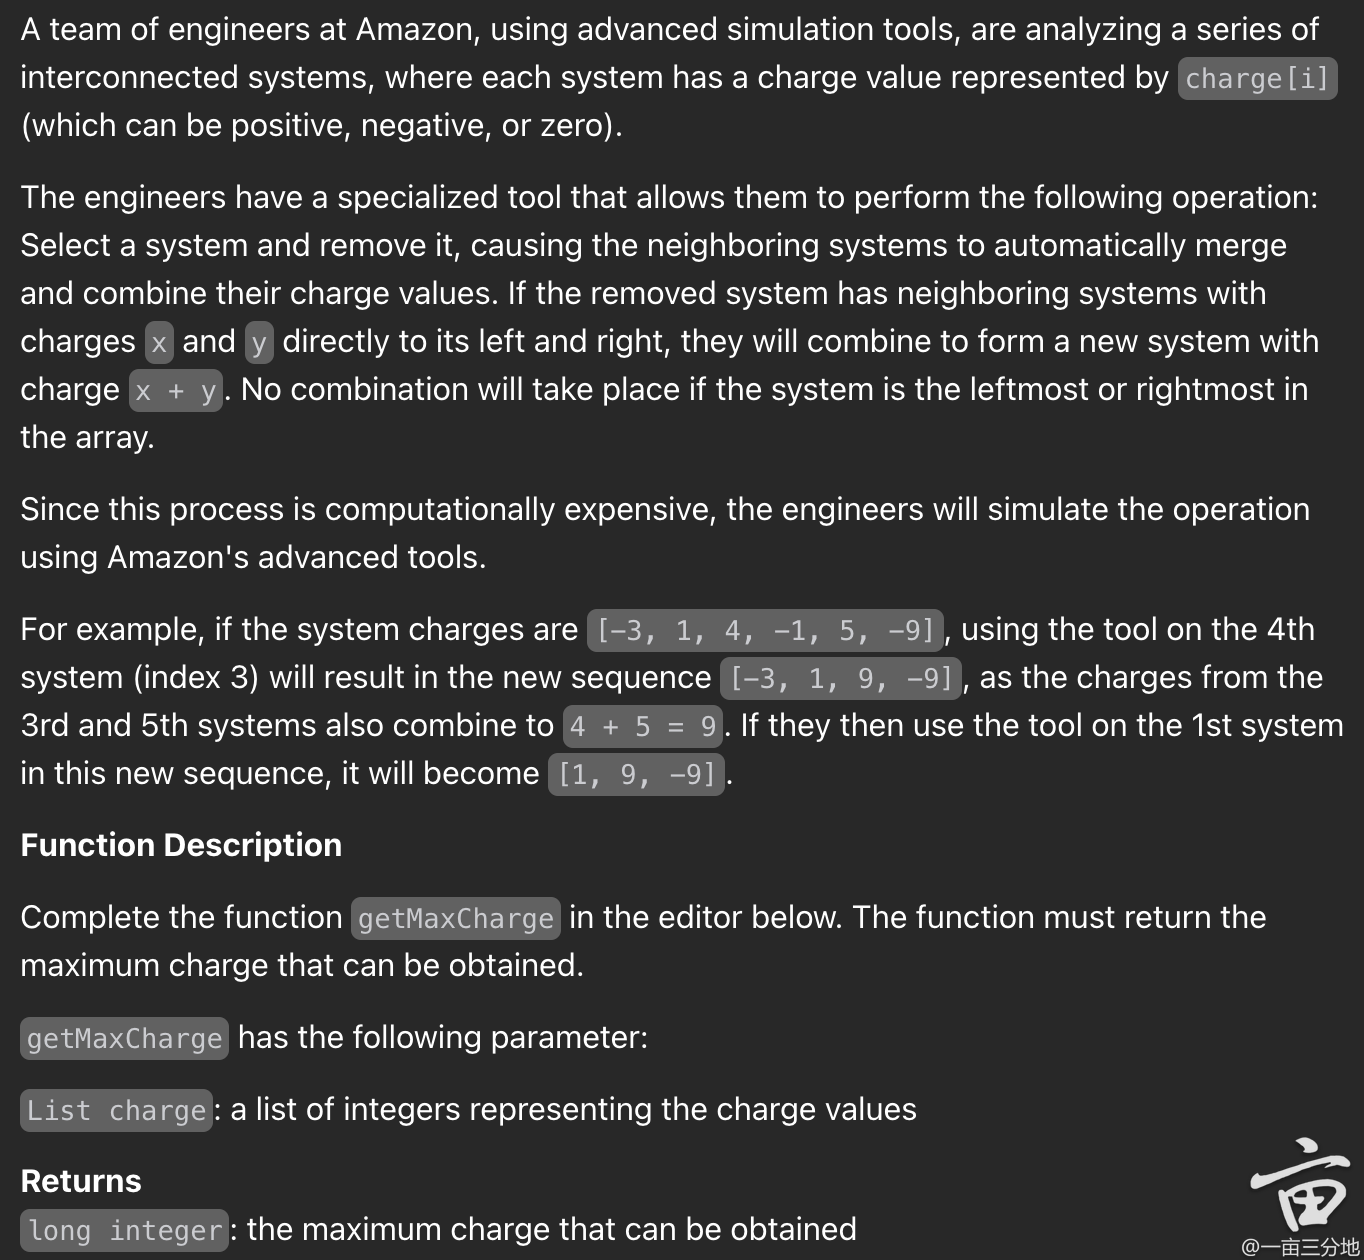 A team of engineers at Amazon, using advanced simulation tools, are analyzing a series of
interconnected systems, where each system has a charge value represented by charge[i]
(which can be positive, negative, or zero).
The engineers have a specialized tool that allows them to perform the following operation:
Select a system and remove it, causing the neighboring systems to automatically merge
and combine their charge values. If the removed system has neighboring systems with
charges x and y directly to its left and right, they will combine to form a new system with
charge x + y. No combination will take place if the system is the leftmost or rightmost in
the array.
Since this process is computationally expensive, the engineers will simulate the operation
using Amazon's advanced tools.
For example, if the system charges are [-3, 1, 4, -1, 5, -9], using the tool on the 4th
system (index 3) will result in the new sequence [-3, 1, 9, -9], as the charges from the
3rd and 5th systems also combine to 4 + 5 = 9. If they then use the tool on the 1st system
in this new sequence, it will become [1, 9, -9].
Function Description
Complete the function getMaxCharge in the editor below. The function must return the
maximum charge that can be obtained.
getMaxCharge has the following parameter:
List charge: a list of integers representing the charge values
Returns
long integer: the maximum charge that can be obtained
亩
@一亩三分地